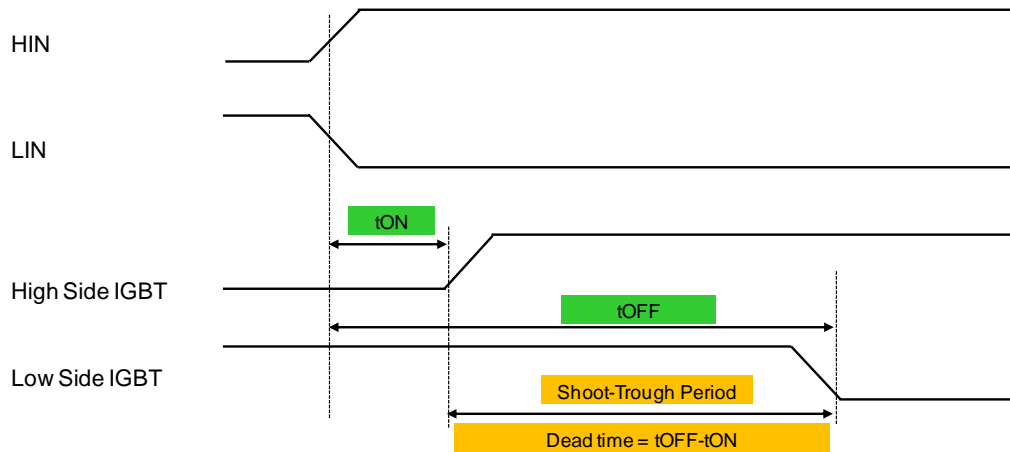 HIN
LIN
tON
High Side IGBT
tOFF
Low Side IGBT
Shoot-Trough Period
Dead time = tOFF-tON